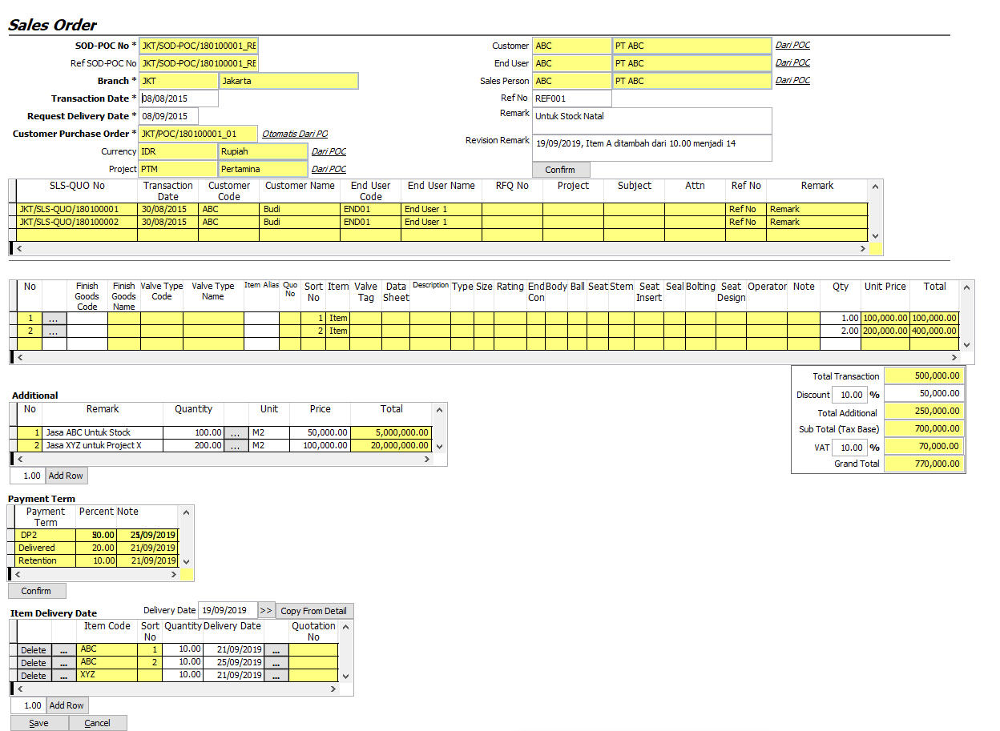 Sales Order
SOD-POC No * JKT/SOD-POC/180100001_RE
Customer ABC PT ABC Dari POC
Ref SOD-POC No JKT/SOD-POC/180100001_RE
End User ABC PT ABC Dari POC
Branch * JKT Jakarta
Sales Person ABC PT ABC Dari POC
Transaction Date * 08/08/2015
Ref No REF001
Request Delivery Date * 08/09/2015
Remark Untuk Stock Natal
Customer Purchase Order * JKT/POC/180100001_01 Otomatis Dari PO
Revision Remark 19/09/2019, Item A ditambah dari 10.00 menjadi 14
Currency IDR Rupiah Dari POC
Project PTM Pertamina Dari POC
Confirm
SLS-QUO No Transaction Date Customer Code Customer Name End User Code End User Name RFQ No Project Subject Attn Ref No Remark
JKT/SLS-QUO/180100001 30/08/2015 ABC Budi END01 End User 1 Ref No Remark
JKT/SLS-QUO/180100002 30/08/2015 ABC Budi END01 End User 1 Ref No Remark
No Finish Goods Code Finish Goods Name Valve Type Code Valve Type Name Item Alias Quo No Sort No Item Valve Tag Data Sheet Description Type Size Rating End Con Body Ball Seat Stem Seat Insert Seal Bolting Seat Design Operator Note Qty Unit Price Total
1 ... 1 Item 1.00 100,000.00 100,000.00
2 ... 2 Item 2.00 200,000.00 400,000.00
Total Transaction 500,000.00
Discount 10.00 % 50,000.00
Total Additional 250,000.00
Sub Total (Tax Base) 700,000.00
VAT 10.00 % 70,000.00
Grand Total 770,000.00
Additional
No Remark Quantity Unit Price Total
1 Jasa ABC Untuk Stock 100.00 ... M2 50,000.00 5,000,000.00
2 Jasa XYZ untuk Project X 200.00 ... M2 100,000.00 20,000,000.00
1.00 Add Row
Payment Term
Payment Term Percent Note
DP2
Delivered 20.00 21/09/2019
Retention 10.00 21/09/2019
Confirm
Item Delivery Date Delivery Date 19/09/2019 >> Copy From Detail
Item Code Sort No Quantity Delivery Date Quotation No
Delete ... ABC 1 10.00 21/09/2019 ...
Delete ... ABC 2 10.00 25/09/2019 ...
Delete ... XYZ 10.00 21/09/2019 ...
1.00 Add Row
Save Cancel